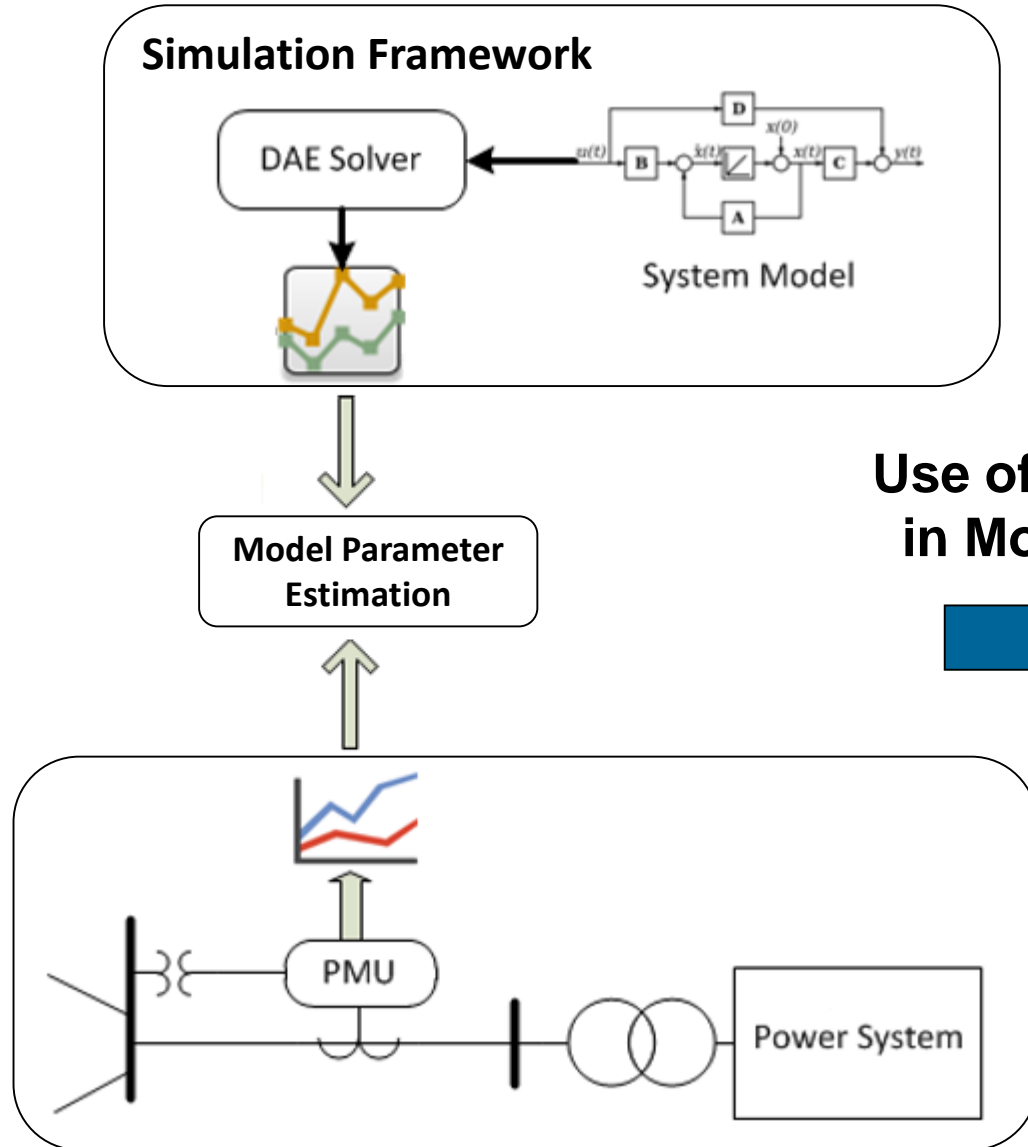 Simulation Framework
DAE Solver
D
x(0)
u(t)
B
ẋ(t)
x(t)
C
y(t)
A
System Model
Use of
in Mo
Model Parameter
Estimation
PMU
Power System